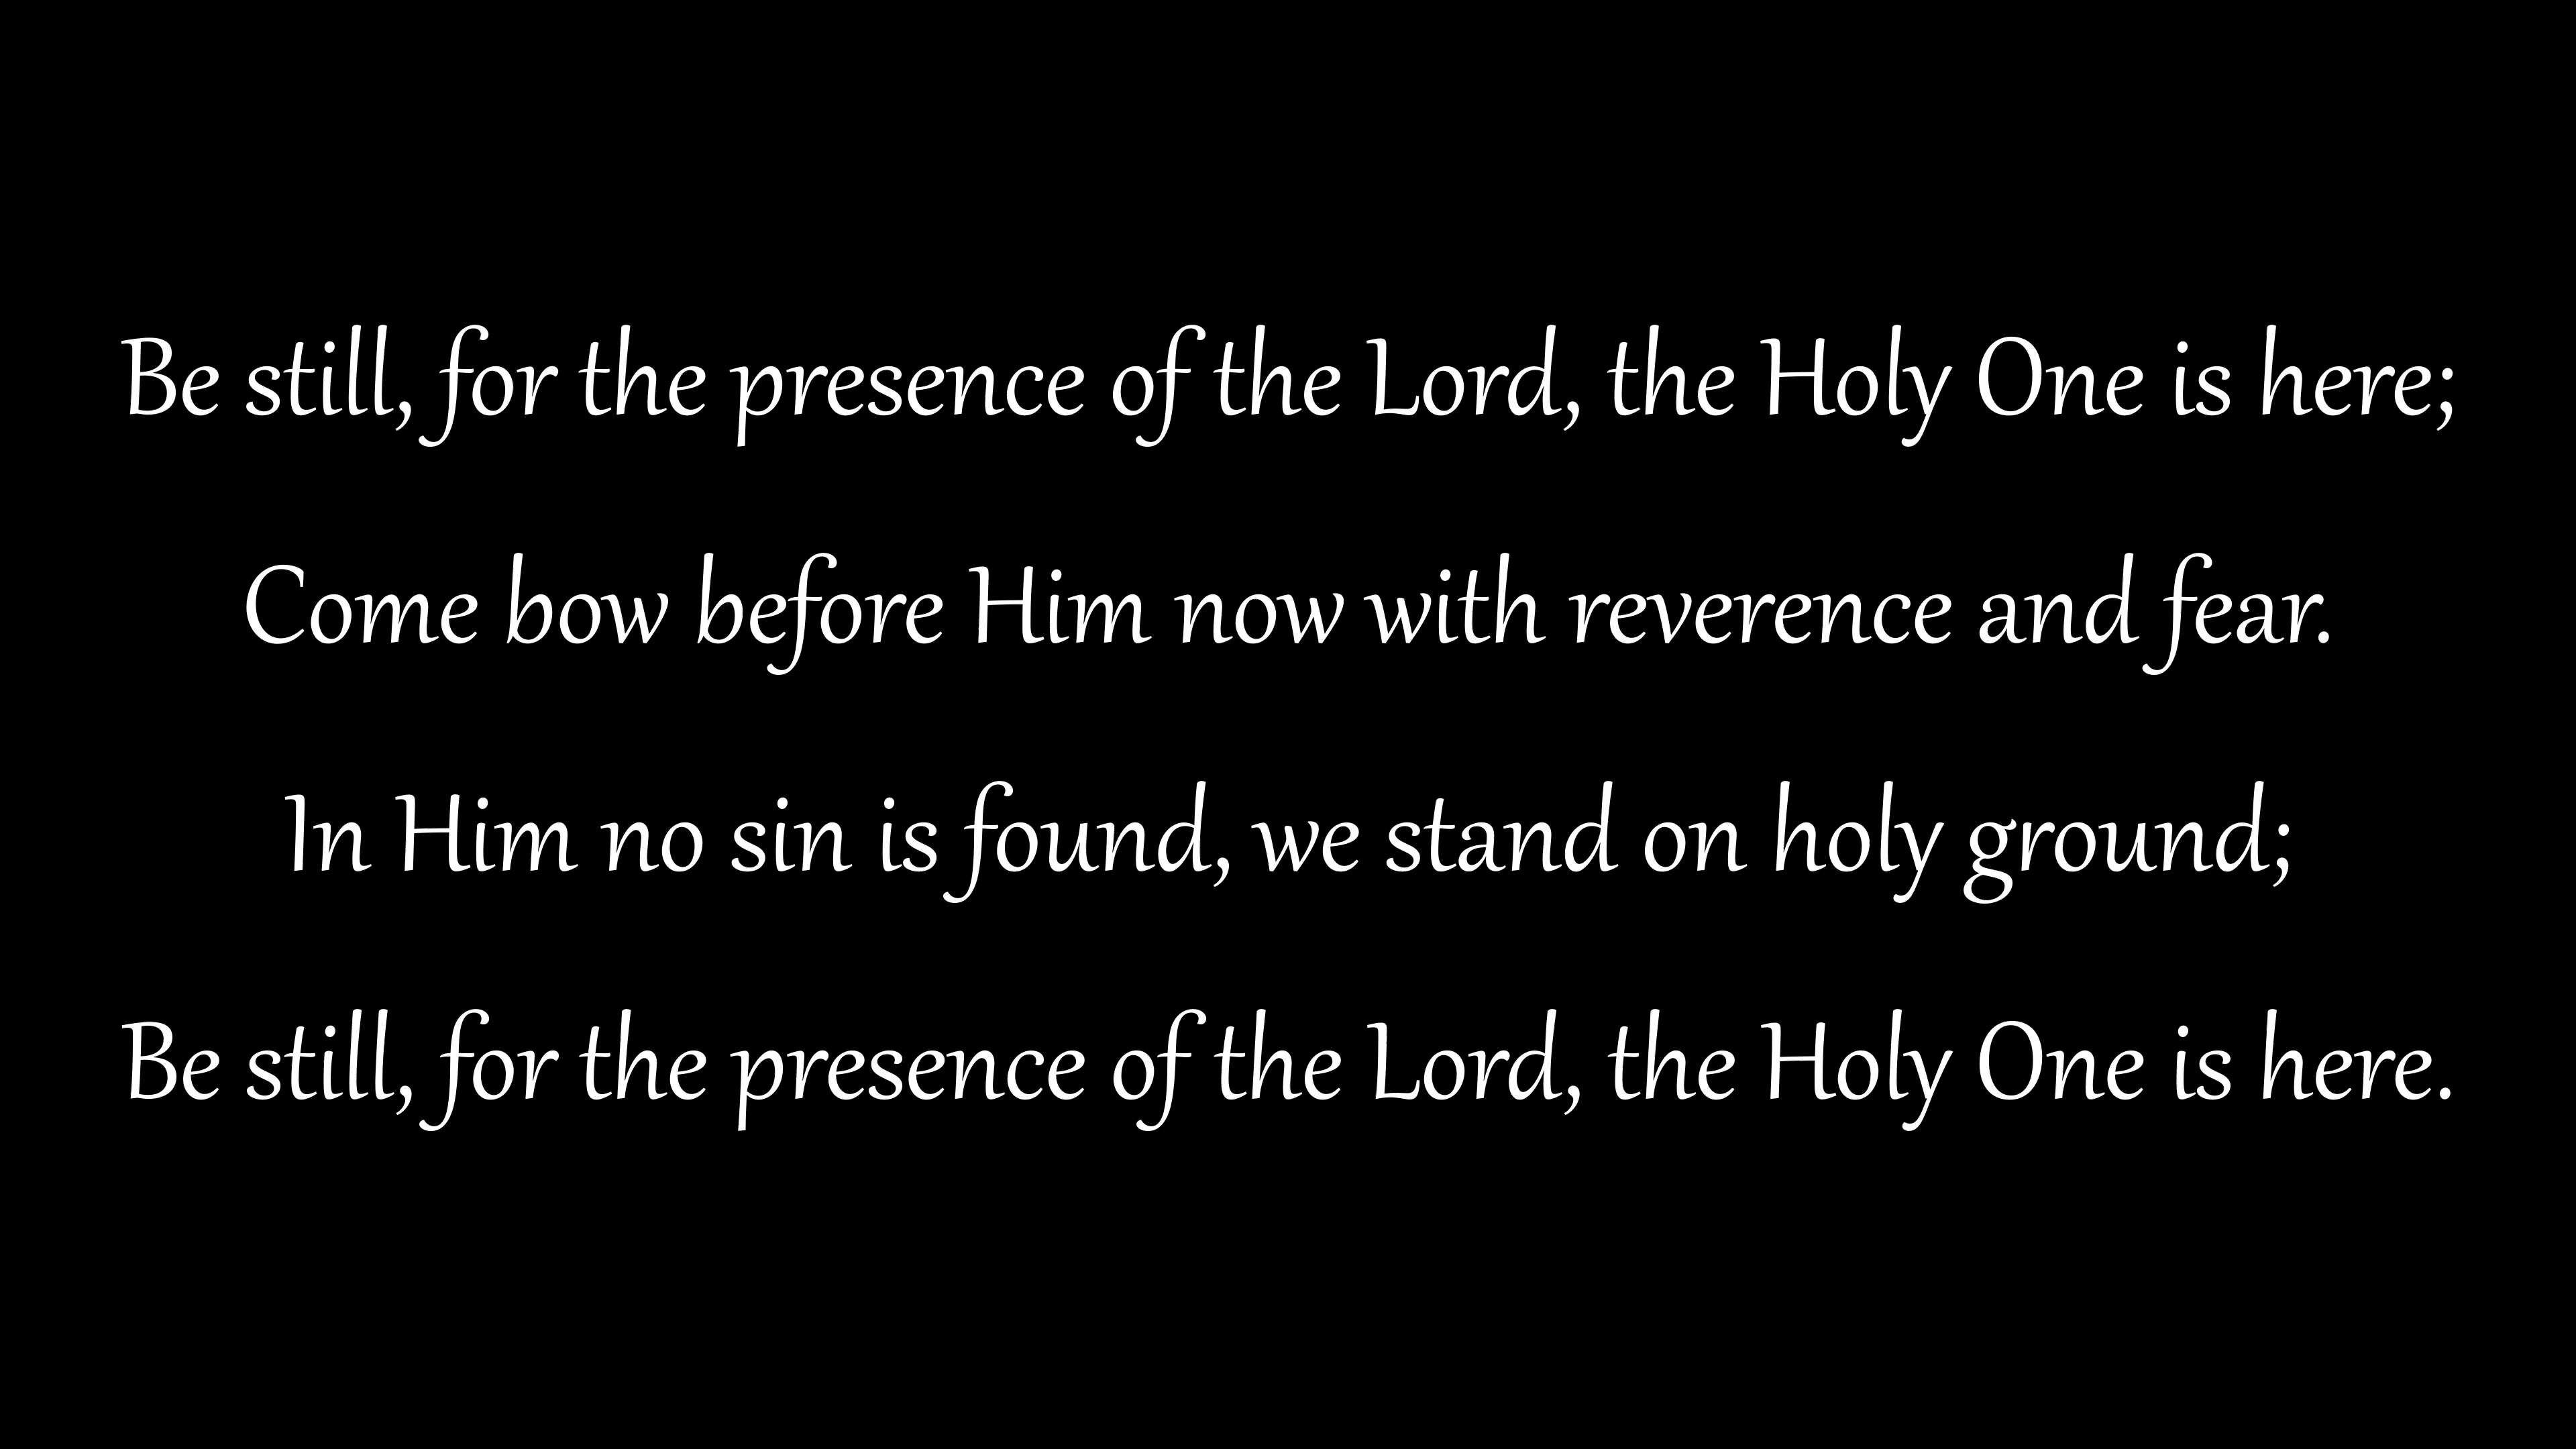 Be still, for the presence of the Lord, the Holy One is here;
Come bow before Him now with reverence and fear.
In Him no sin is found, we stand on holy ground;
Be still, for the presence of the Lord, the Holy One is here.